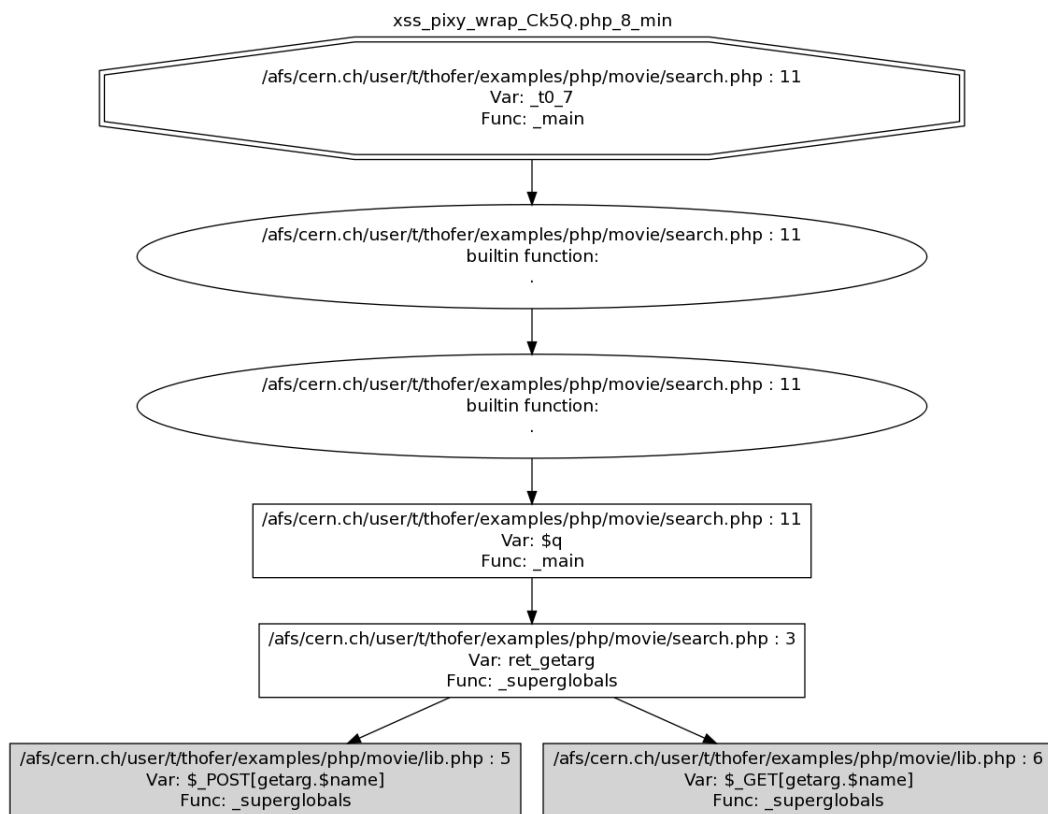 xss_pixy_wrap_Ck5Q.php_8_min
/afs/cern.ch/user/t/thofer/examples/php/movie/search.php : 11
Var: _t0_7
Func: _main
/afs/cern.ch/user/t/thofer/examples/php/movie/search.php : 11
builtin function:
.
/afs/cern.ch/user/t/thofer/examples/php/movie/search.php : 11
builtin function:
.
/afs/cern.ch/user/t/thofer/examples/php/movie/search.php : 11
Var: $q
Func: _main
/afs/cern.ch/user/t/thofer/examples/php/movie/search.php : 3
Var: ret_getarg
Func: _superglobals
/afs/cern.ch/user/t/thofer/examples/php/movie/lib.php : 5
Var: $_POST[getarg.$name]
Func: _superglobals
/afs/cern.ch/user/t/thofer/examples/php/movie/lib.php : 6
Var: $_GET[getarg.$name]
Func: _superglobals